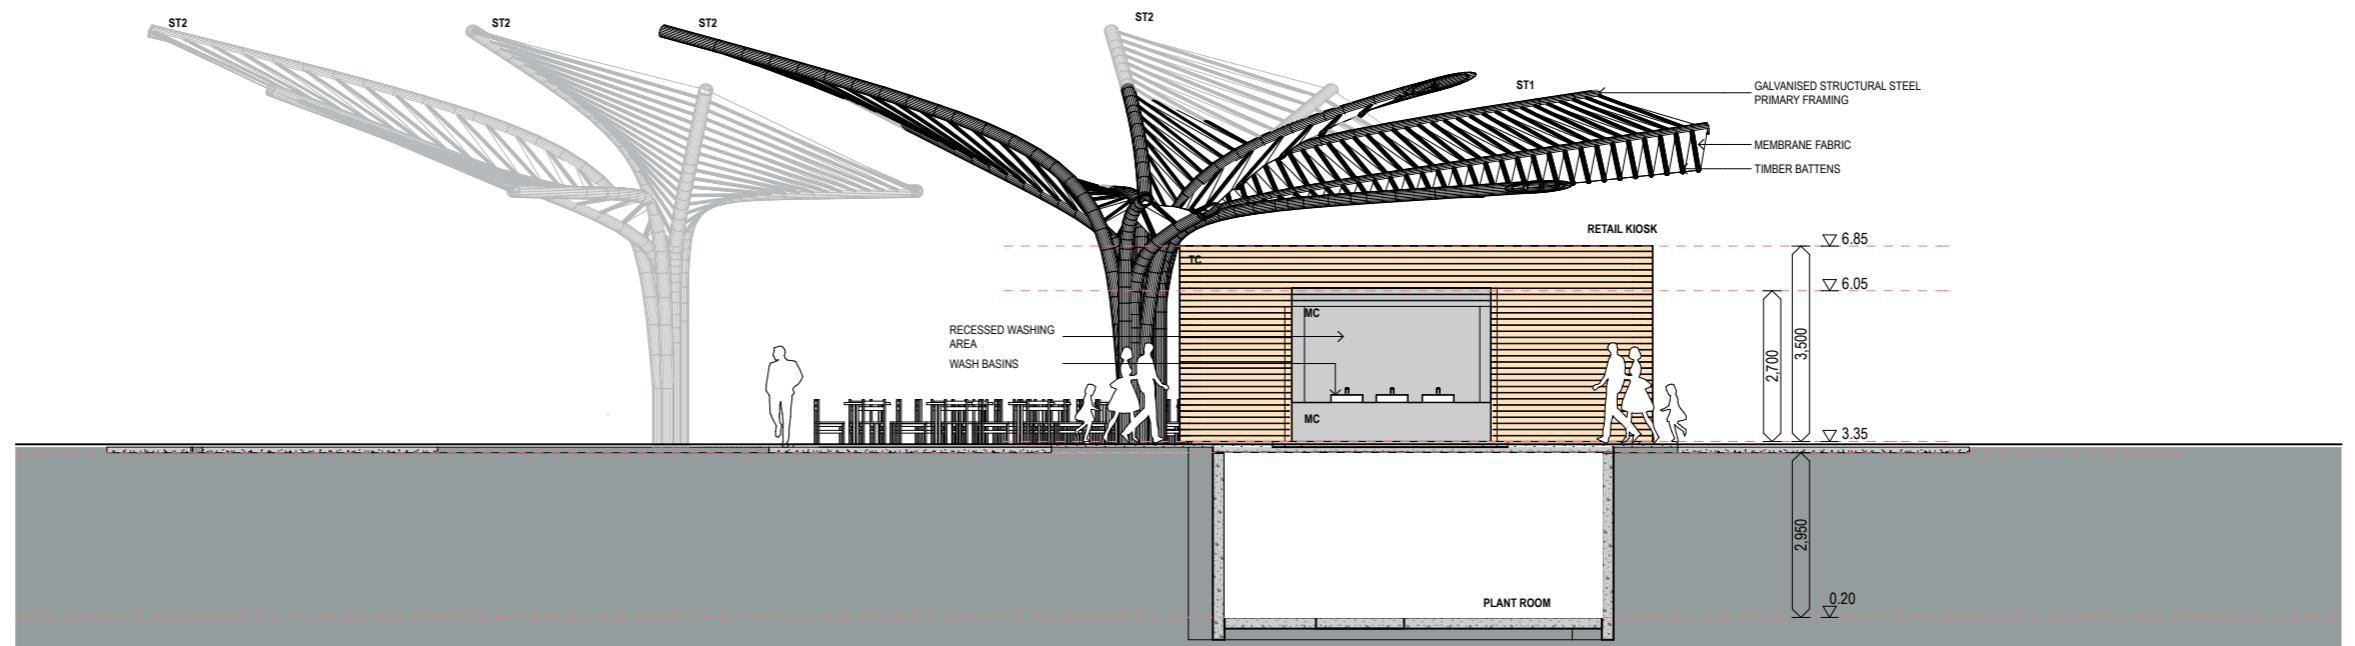 ST2
ST2
ST2
ST2
ST1
GALVANISED STRUCTURAL STEEL
PRIMARY FRAMING
MEMBRANE FABRIC
TIMBER BATTENS
RETAIL KIOSK
6.85
TC
6.05
MC
RECESSED WASHING
AREA
WASH BASINS
2,700
3,500
MC
3.35
2,950
PLANT ROOM
0.20